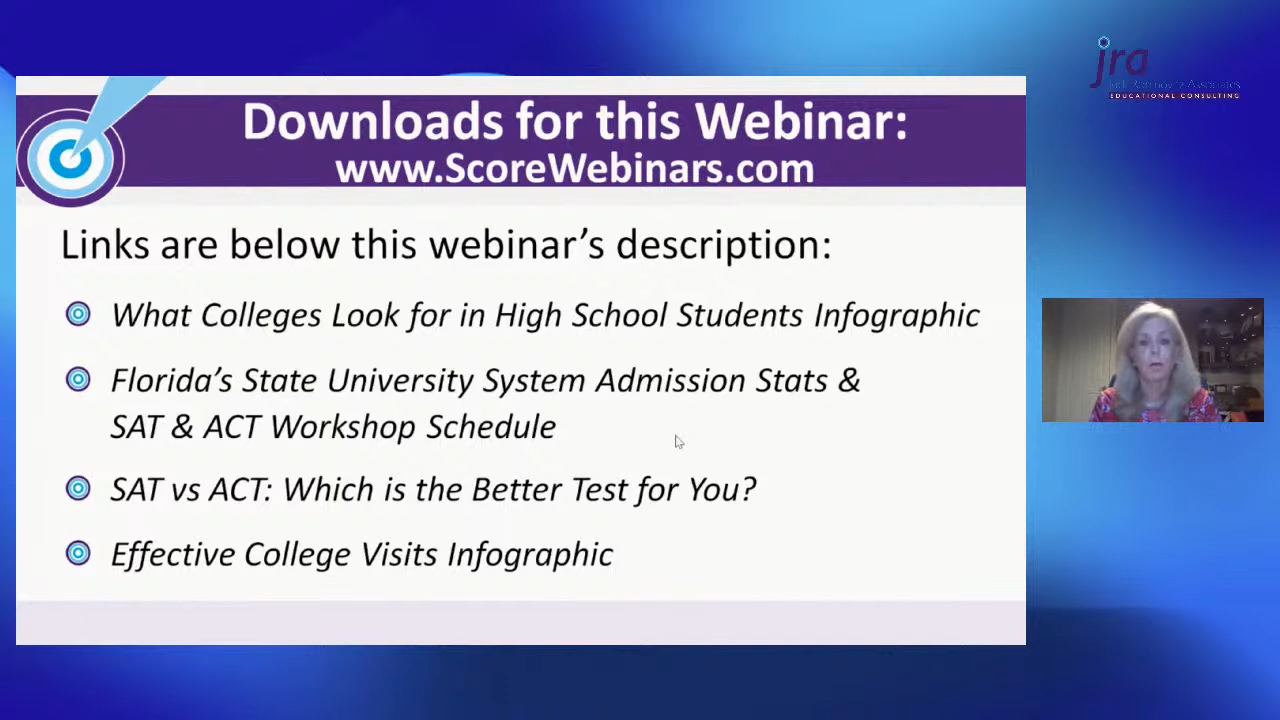 Downloads for this Webinar:
www.ScoreWebinars.com
Links are below this webinar's description:
What Colleges Look for in High School Students Infographic
Florida's State University System Admission Stats &
SAT & ACT Workshop Schedule
SAT vs ACT: Which is the Better Test for You?
Effective College Visits Infographic
jra
Associates
EDUCATIONAL CONSULTING